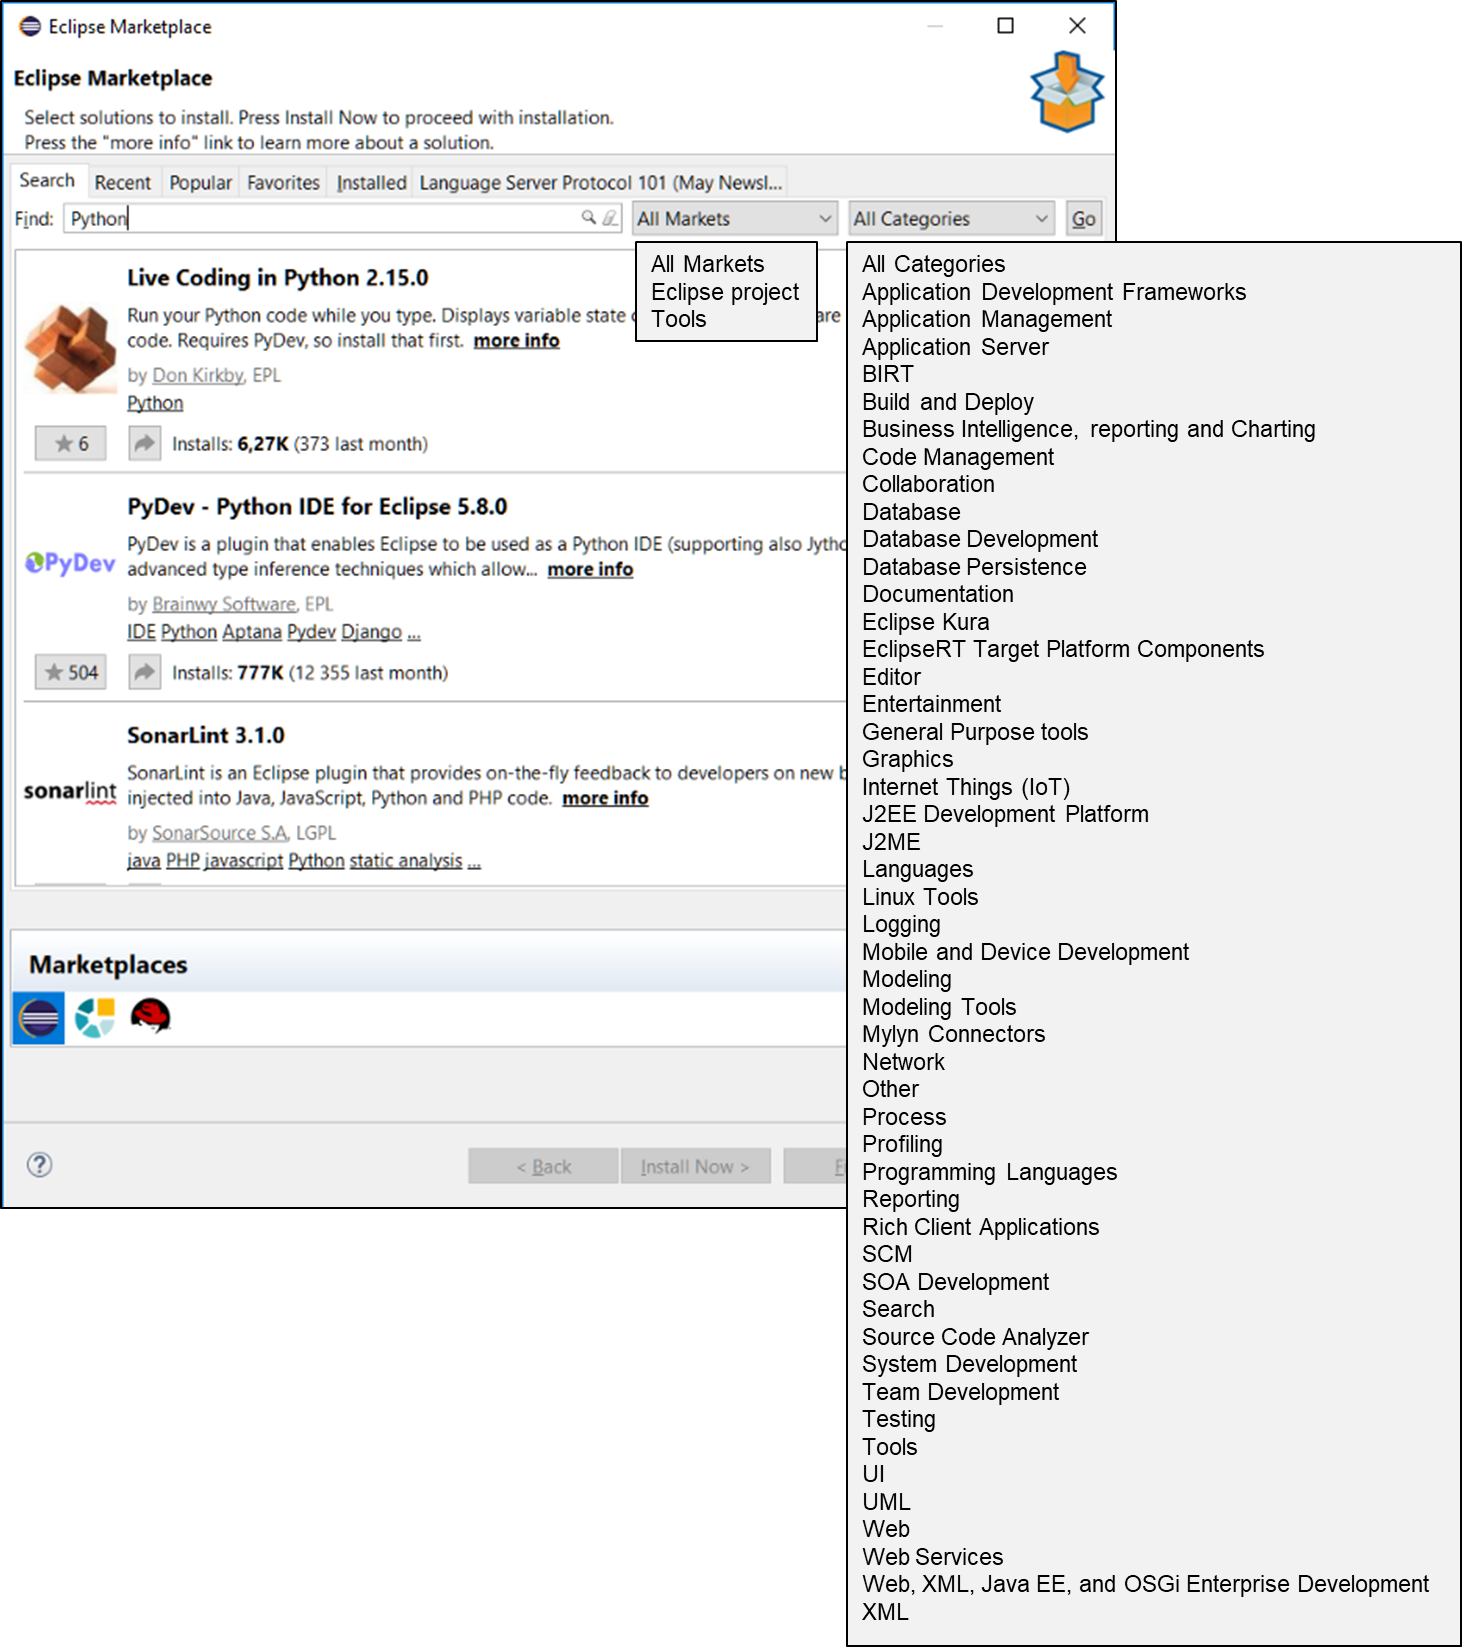 Eclipse Marketplace
Eclipse Marketplace
Select solutions to install. Press Install Now to proceed with installation.
Press the "more info" link to learn more about a solution.
Search Recent Popular Favorites Installed Language Server Protocol 101 (May Newsl...
Find: Python All Markets All Categories Go
All Markets
Eclipse project
Tools
Live Coding in Python 2.15.0
Run your Python code while you type. Displays variable state are
code. Requires PyDev, so install that first. more info
by Don Kirkby, EPL
Python
6 Installs: 6,27K (373 last month)
PyDev - Python IDE for Eclipse 5.8.0
PyDev
PyDev is a plugin that enables Eclipse to be used as a Python IDE (supporting also Jytho
advanced type inference techniques which allow... more info
by Brainwy Software, EPL
IDE Python Aptana Pydev Django ...
504 Installs: 777K (12 355 last month)
SonarLint 3.1.0
sonarlint
SonarLint is an Eclipse plugin that provides on-the-fly feedback to developers on new b
injected into Java, JavaScript, Python and PHP code. more info
by SonarSource S.A, LGPL
java PHP javascript Python static analysis ...
Marketplaces
? < Back Install Now > Fi
All Categories
Application Development Frameworks
Application Management
Application Server
BIRT
Build and Deploy
Business Intelligence, reporting and Charting
Code Management
Collaboration
Database
Database Development
Database Persistence
Documentation
Eclipse Kura
EclipseRT Target Platform Components
Editor
Entertainment
General Purpose tools
Graphics
Internet Things (IoT)
J2EE Development Platform
J2ME
Languages
Linux Tools
Logging
Mobile and Device Development
Modeling
Modeling Tools
Mylyn Connectors
Network
Other
Process
Profiling
Programming Languages
Reporting
Rich Client Applications
SCM
SOA Development
Search
Source Code Analyzer
System Development
Team Development
Testing
Tools
UI
UML
Web
Web Services
Web, XML, Java EE, and OSGi Enterprise Development
XML